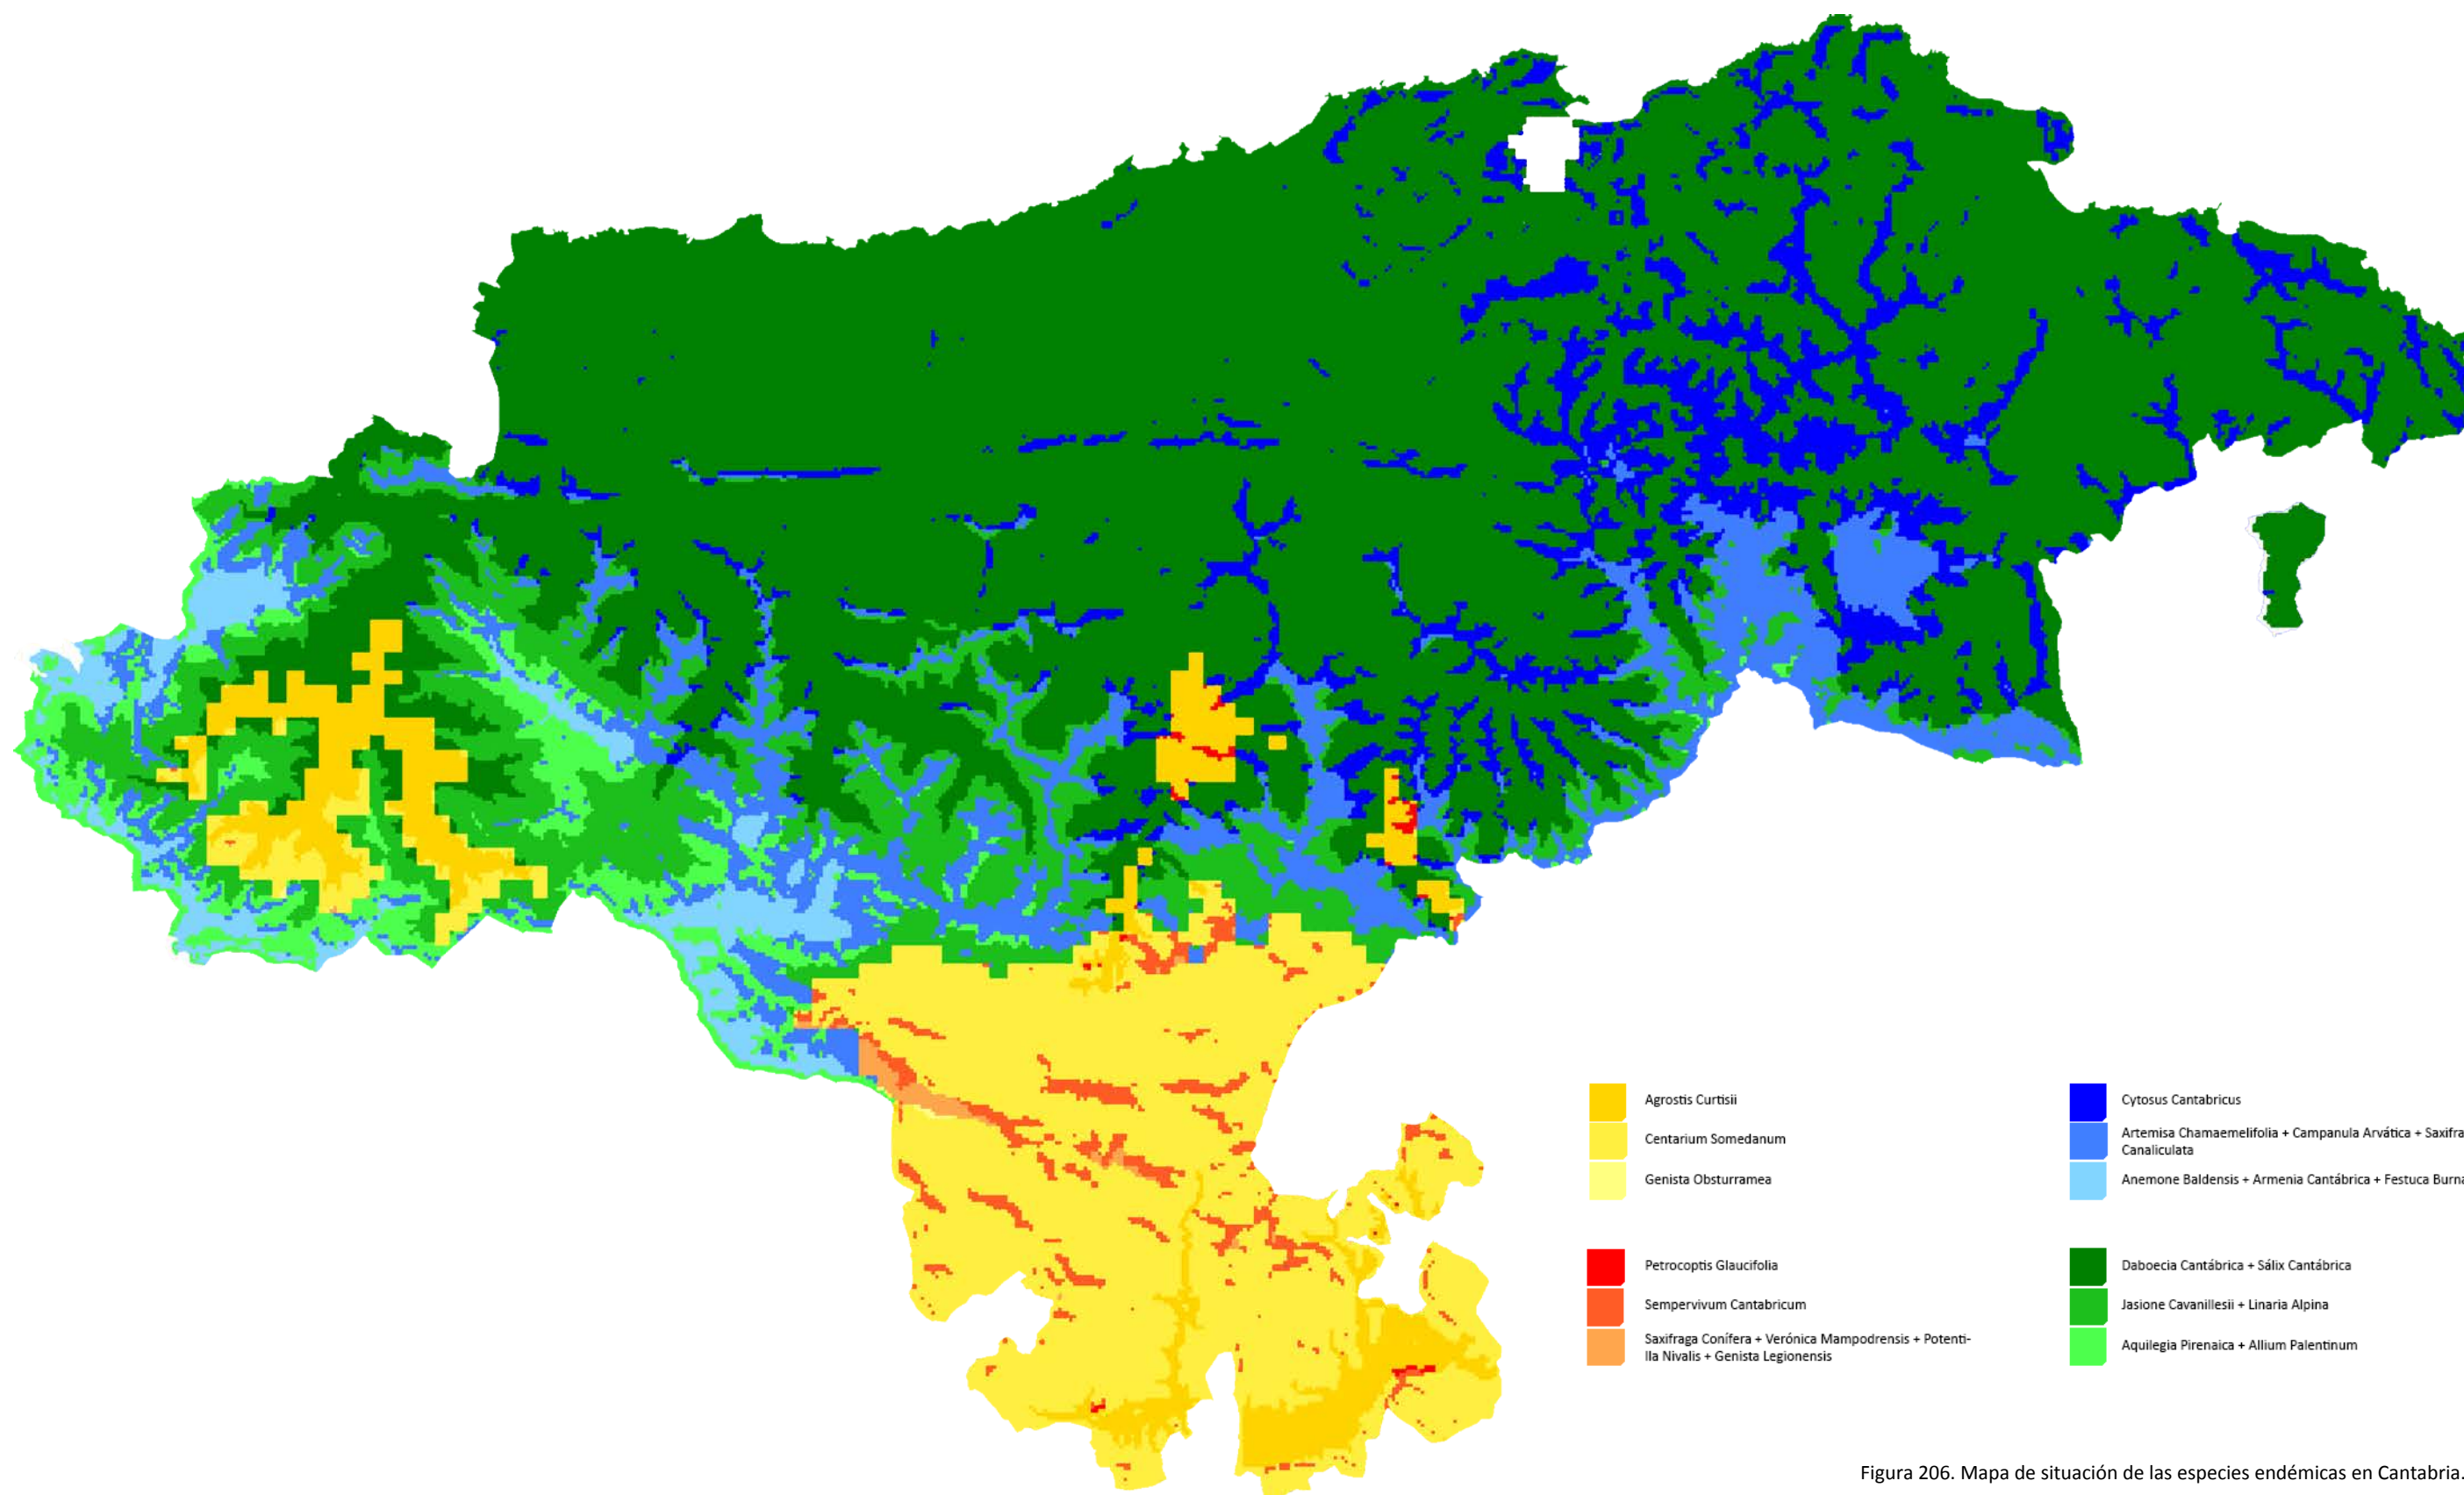 Agrostis Curtisii
Centarium Somedanum
Genista Obsturramea
Petrocoptis Glaucifolia
Sempervivum Cantabricum
Saxifraga Conífera + Verónica Mampodrensis + Potenti-
lla Nivalis + Genista Legionensis
Cytosus Cantabricus
Artemisa Chamaemelifolia + Campanula Arvática + Saxifra
Canaliculata
Anemone Baldensis + Armenia Cantábrica + Festuca Burna
Daboecia Cantábrica + Sálix Cantábrica
Jasione Cavanillesii + Linaria Alpina
Aquilegia Pirenaica + Allium Palentinum
Figura 206. Mapa de situación de las especies endémicas en Cantabria.